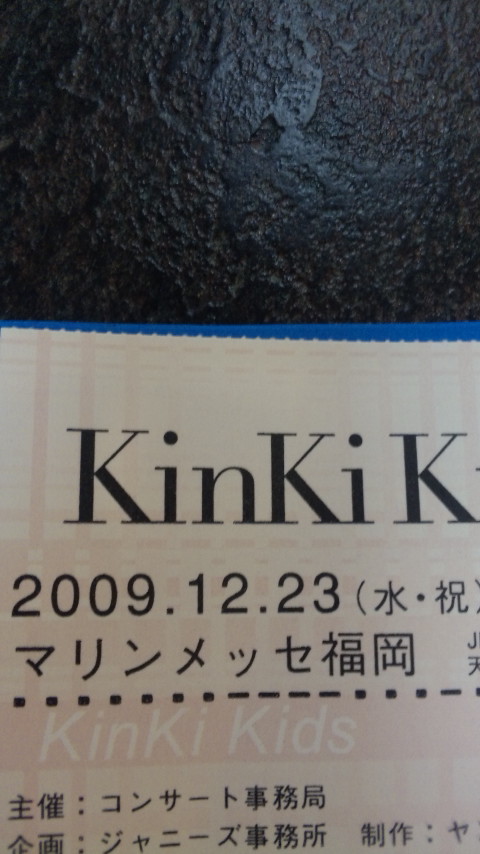 KinKi K
2009.12.23(水・祝)
マリンメッセ福岡
KinKi Kids
主催：コンサート事務局
企画：ジャニーズ事務所 制作：ヤ